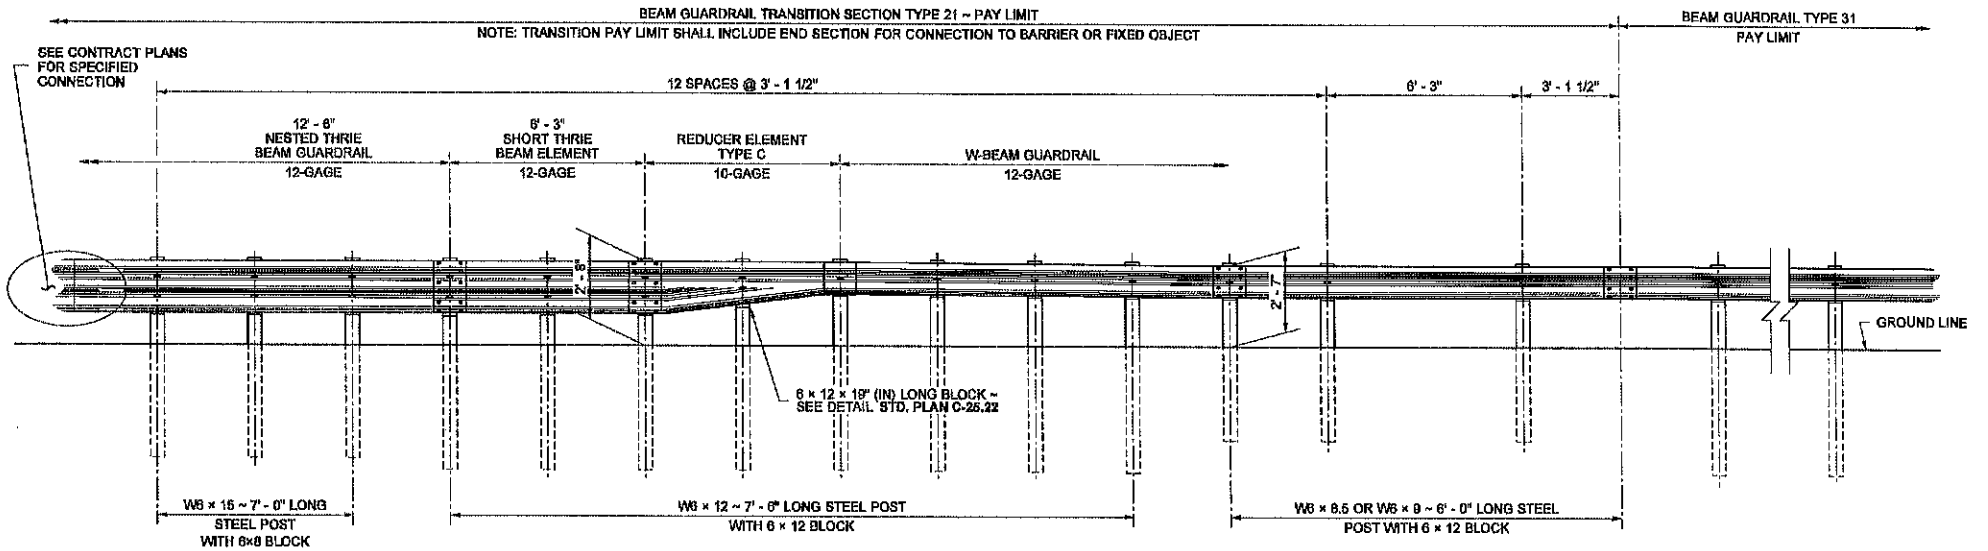 BEAM GUARDRAIL TRANSITION SECTION TYPE 21 ~ PAY LIMIT
NOTE: TRANSITION PAY LIMIT SHALL INCLUDE END SECTION FOR CONNECTION TO BARRIER OR FIXED OBJECT
BEAM GUARDRAIL TYPE 31
PAY LIMIT
SEE CONTRACT PLANS
FOR SPECIFIED
CONNECTION
12 SPACES @ 3' - 1 1/2"
6' - 3"
3' - 1 1/2"
12' - 6"
NESTED THRIE
BEAM GUARDRAIL
12-GAGE
6' - 3"
SHORT THRIE
BEAM ELEMENT
12-GAGE
REDUCER ELEMENT
TYPE C
10-GAGE
W-BEAM GUARDRAIL
12-GAGE
2' - 8"
2' - 7"
GROUND LINE
6 × 12 × 19" (IN) LONG BLOCK ~
SEE DETAIL STD. PLAN C-25.22
W6 × 15 ~ 7' - 0" LONG
STEEL POST
WITH 6×8 BLOCK
W6 × 12 ~ 7' - 6" LONG STEEL POST
WITH 6 × 12 BLOCK
W6 × 8.5 OR W6 × 9 ~ 6' - 0" LONG STEEL
POST WITH 6 × 12 BLOCK